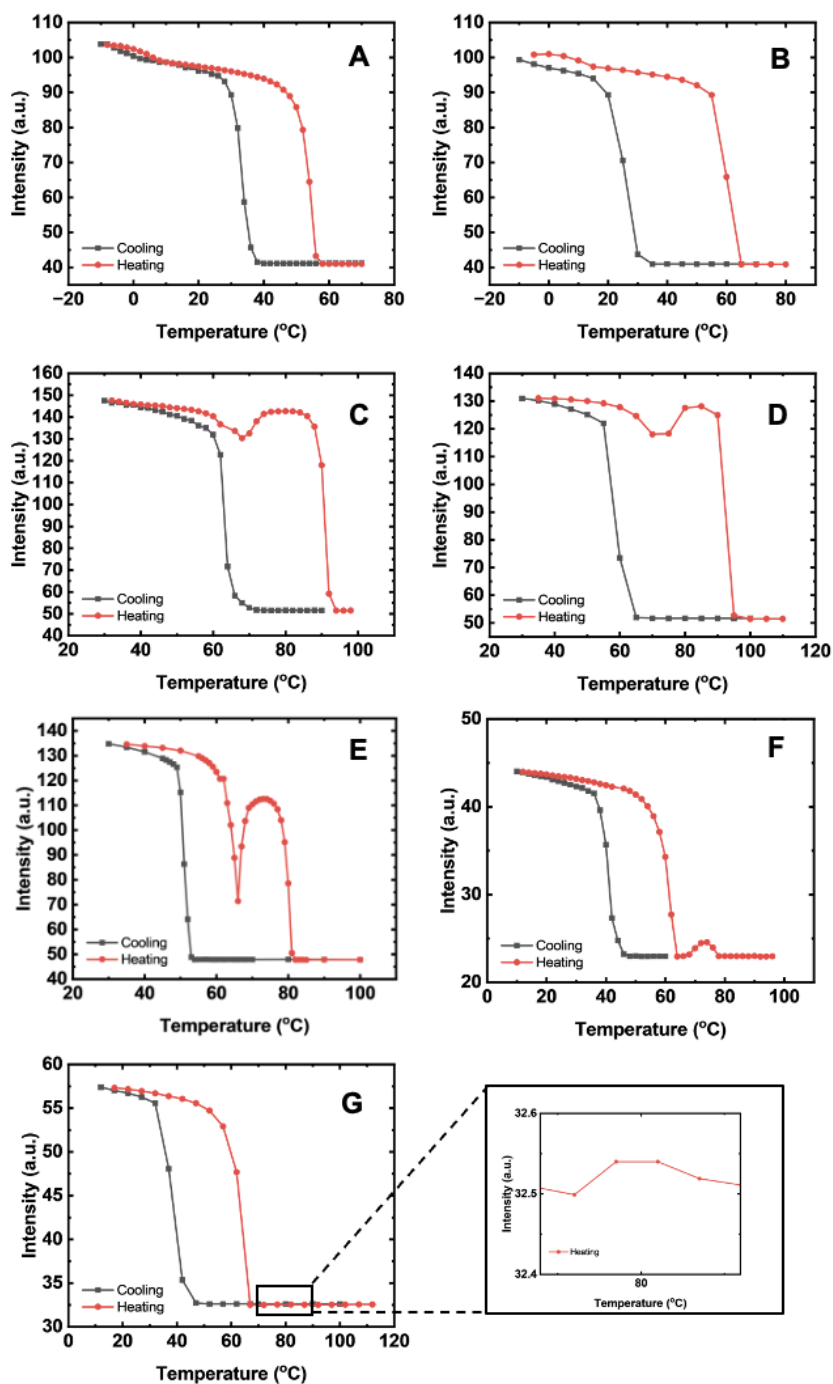 A
Intensity (a.u.)
110
100
90
80
70
60
50
40
Cooling
Heating
−20 0 20 40 60 80
Temperature (°C)
B
Intensity (a.u.)
110
100
90
80
70
60
50
40
Cooling
Heating
−20 0 20 40 60 80
Temperature (°C)
C
Intensity (a.u.)
160
150
140
130
120
110
100
90
80
70
60
50
40
Cooling
Heating
20 40 60 80 100
Temperature (°C)
D
Intensity (a.u.)
140
130
120
110
100
90
80
70
60
50
Cooling
Heating
20 40 60 80 100 120
Temperature (°C)
E
Intensity (a.u.)
140
130
120
110
100
90
80
70
60
50
40
Cooling
Heating
20 40 60 80 100
Temperature (°C)
F
Intensity (a.u.)
50
40
30
20
Cooling
Heating
0 20 40 60 80 100
Temperature (°C)
G
Intensity (a.u.)
60
55
50
45
40
35
30
Cooling
Heating
0 20 40 60 80 100 120
Temperature (°C)
Intensity (a.u.)
32.6
32.5
32.4
Heating
80
Temperature (°C)